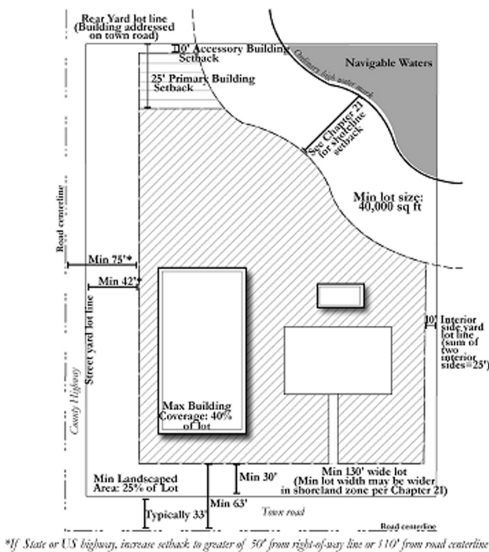 Rear Yard lot line
(Building addressed
on town road)
10' Accessory Building
Setback
25' Primary Building
Setback
Ordinary high water mark
Navigable Waters
See Chapter 21
for shoreline
setback
Min lot size:
40,000 sq ft
Road centerline
Min 75'*
Min 42'*
Street yard lot line
County Highway
10' Interior
side yard
lot line
(sum of
two
interior
sides=25')
Max Building
Coverage: 40%
of lot
Min Landscaped
Area: 25% of Lot
Min 30'
Min 130' wide lot
(Min lot width may be wider
in shoreland zone per Chapter 21)
Min 63'
Typically 33'
Town road
Road centerline
*If State or US highway, increase setback to greater of 50' from right-of-way line or 110' from road centerline